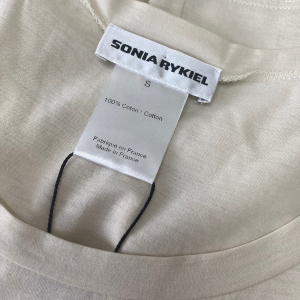 SONIA RYKIEL
S
100% Coton / Cotton
Fabriqué en France
Made in France